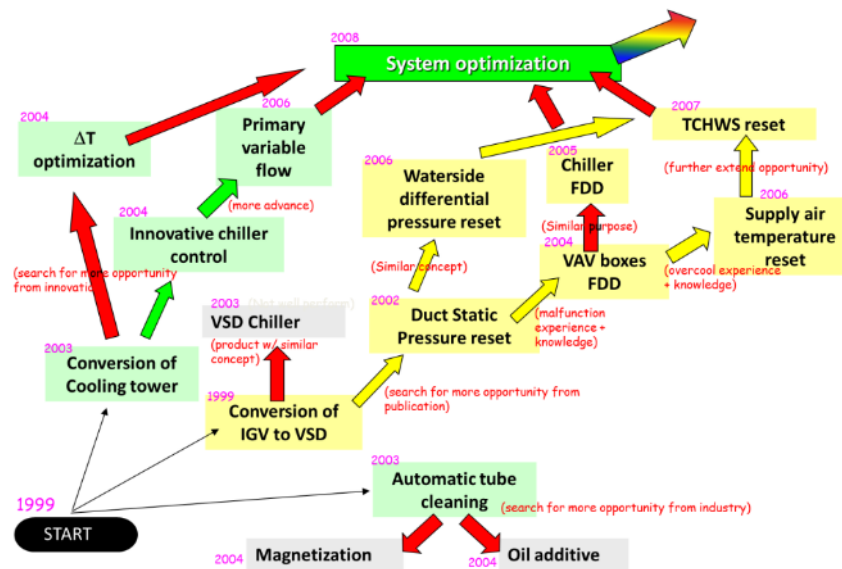 2008
System optimization
2004
ΔT
optimization
2006
Primary
variable flow
(more advance)
2007
TCHWS reset
(further extend opportunity)
2006
Waterside
differential
pressure reset
(Similar concept)
2005
Chiller
FDD
(Similar purpose)
2006
Supply air
temperature
reset
2004
Innovative chiller
control
(search for more opportunity
from innovation)
2004
VAV boxes
FDD
(overcool experience
+ knowledge)
2003
(Not well perform)
VSD Chiller
(product w/ similar
concept)
2002
Duct Static
Pressure reset
(malfunction
experience +
knowledge)
2003
Conversion of
Cooling tower
1999
Conversion of
IGV to VSD
(search for more opportunity from
publication)
2003
Automatic tube
cleaning
(search for more opportunity from industry)
1999
START
2004
Magnetization
2004
Oil additive